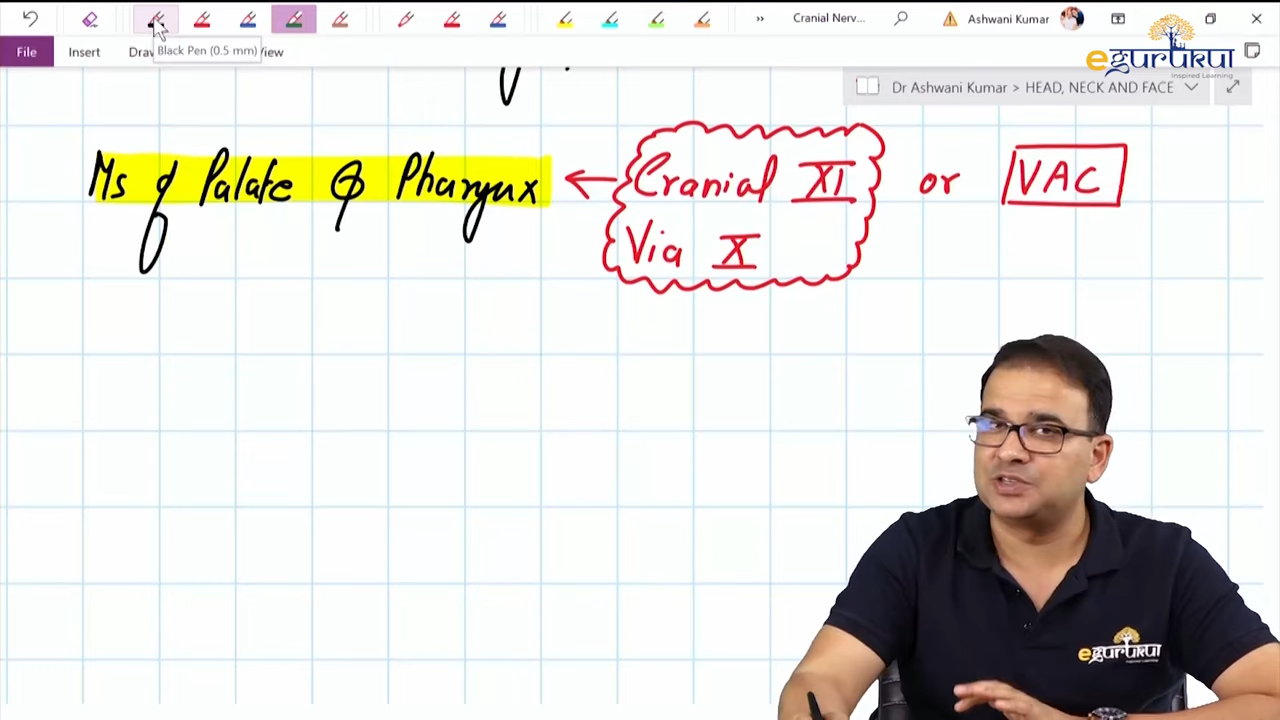 Cranial Nerv...
Ashwani Kumar
File
Insert
Draw
View
Black Pen (0.5 mm)
egurukul
Inspired Learning
Dr Ashwani Kumar > HEAD, NECK AND FACE
Ms of Palate & Pharynx ← Cranial XI or VAC
Via X
egurukul